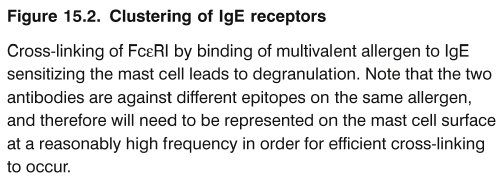 Figure 15.2. Clustering of IgE receptors
Cross-linking of FcεRI by binding of multivalent allergen to IgE
sensitizing the mast cell leads to degranulation. Note that the two
antibodies are against different epitopes on the same allergen,
and therefore will need to be represented on the mast cell surface
at a reasonably high frequency in order for efficient cross-linking
to occur.